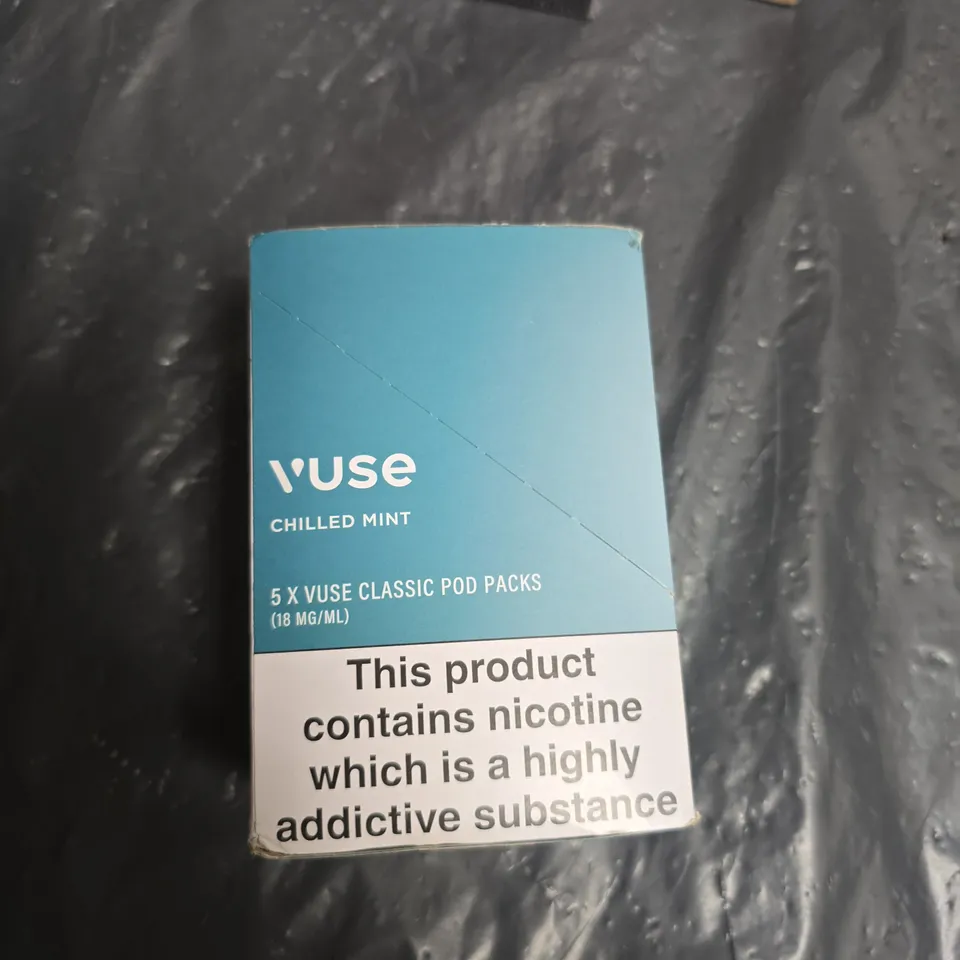 vuse
CHILLED MINT
5 X VUSE CLASSIC POD PACKS
(18 MG/ML)
This product
contains nicotine
which is a highly
addictive substance